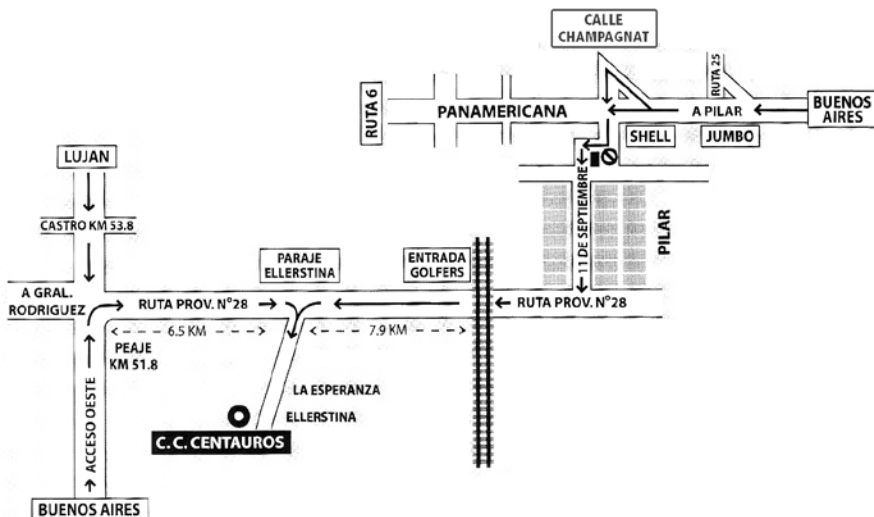 CALLE
CHAMPAGNAT
RUTA 6
PANAMERICANA
RUTA 25
A PILAR
BUENOS
AIRES
SHELL
JUMBO
LUJAN
CASTRO KM 53.8
11 DE SEPTIEMBRE
PILAR
PARAJE
ELLERSTINA
ENTRADA
GOLFERS
A GRAL.
RODRIGUEZ
RUTA PROV. N°28
RUTA PROV. N°28
6.5 KM
7.9 KM
PEAJE
KM 51.8
ACCESO OESTE
LA ESPERANZA
ELLERSTINA
C. C. CENTAUROS
BUENOS AIRES